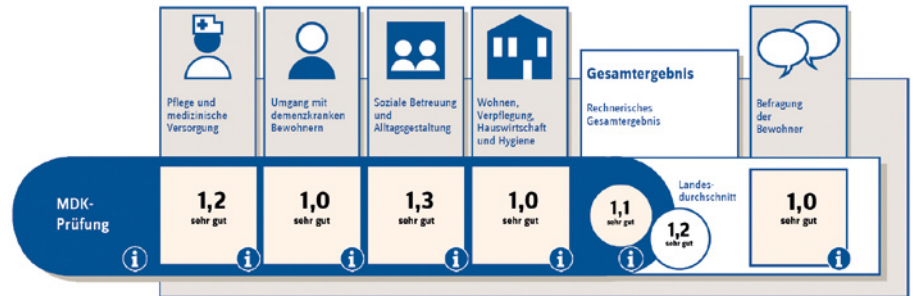 Pflege und
medizinische
Versorgung
Umgang mit
demenzkranken
Bewohnern
Soziale Betreuung
und
Alltagsgestaltung
Wohnen,
Verpflegung,
Hauswirtschaft
und Hygiene
Gesamtergebnis
Rechnerisches
Gesamtergebnis
Befragung
der
Bewohner
MDK-
Prüfung
1,2
sehr gut
1,0
sehr gut
1,3
sehr gut
1,0
sehr gut
1,1
sehr gut
Landes-
durchschnitt
1,2
sehr gut
1,0
sehr gut